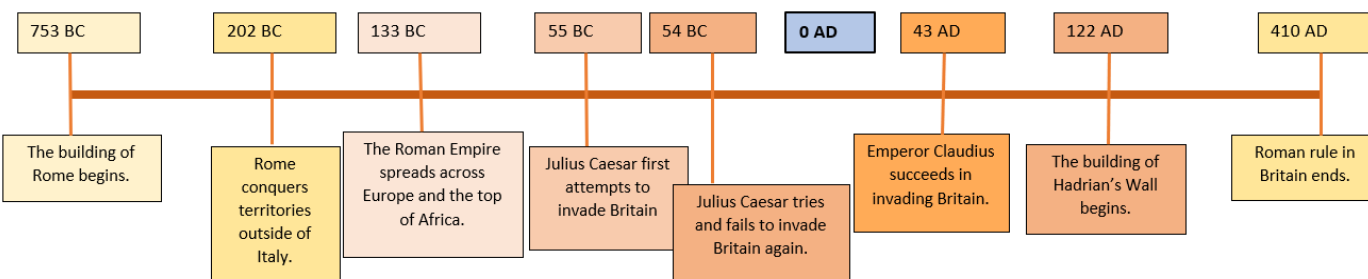 753 BC
202 BC
133 BC
55 BC
54 BC
0 AD
43 AD
122 AD
410 AD
The building of
Rome begins.
Rome
conquers
territories
outside of
Italy.
The Roman Empire
spreads across
Europe and the top
of Africa.
Julius Caesar first
attempts to
invade Britain
Julius Caesar tries
and fails to invade
Britain again.
Emperor Claudius
succeeds in
invading Britain.
The building of
Hadrian’s Wall
begins.
Roman rule in
Britain ends.